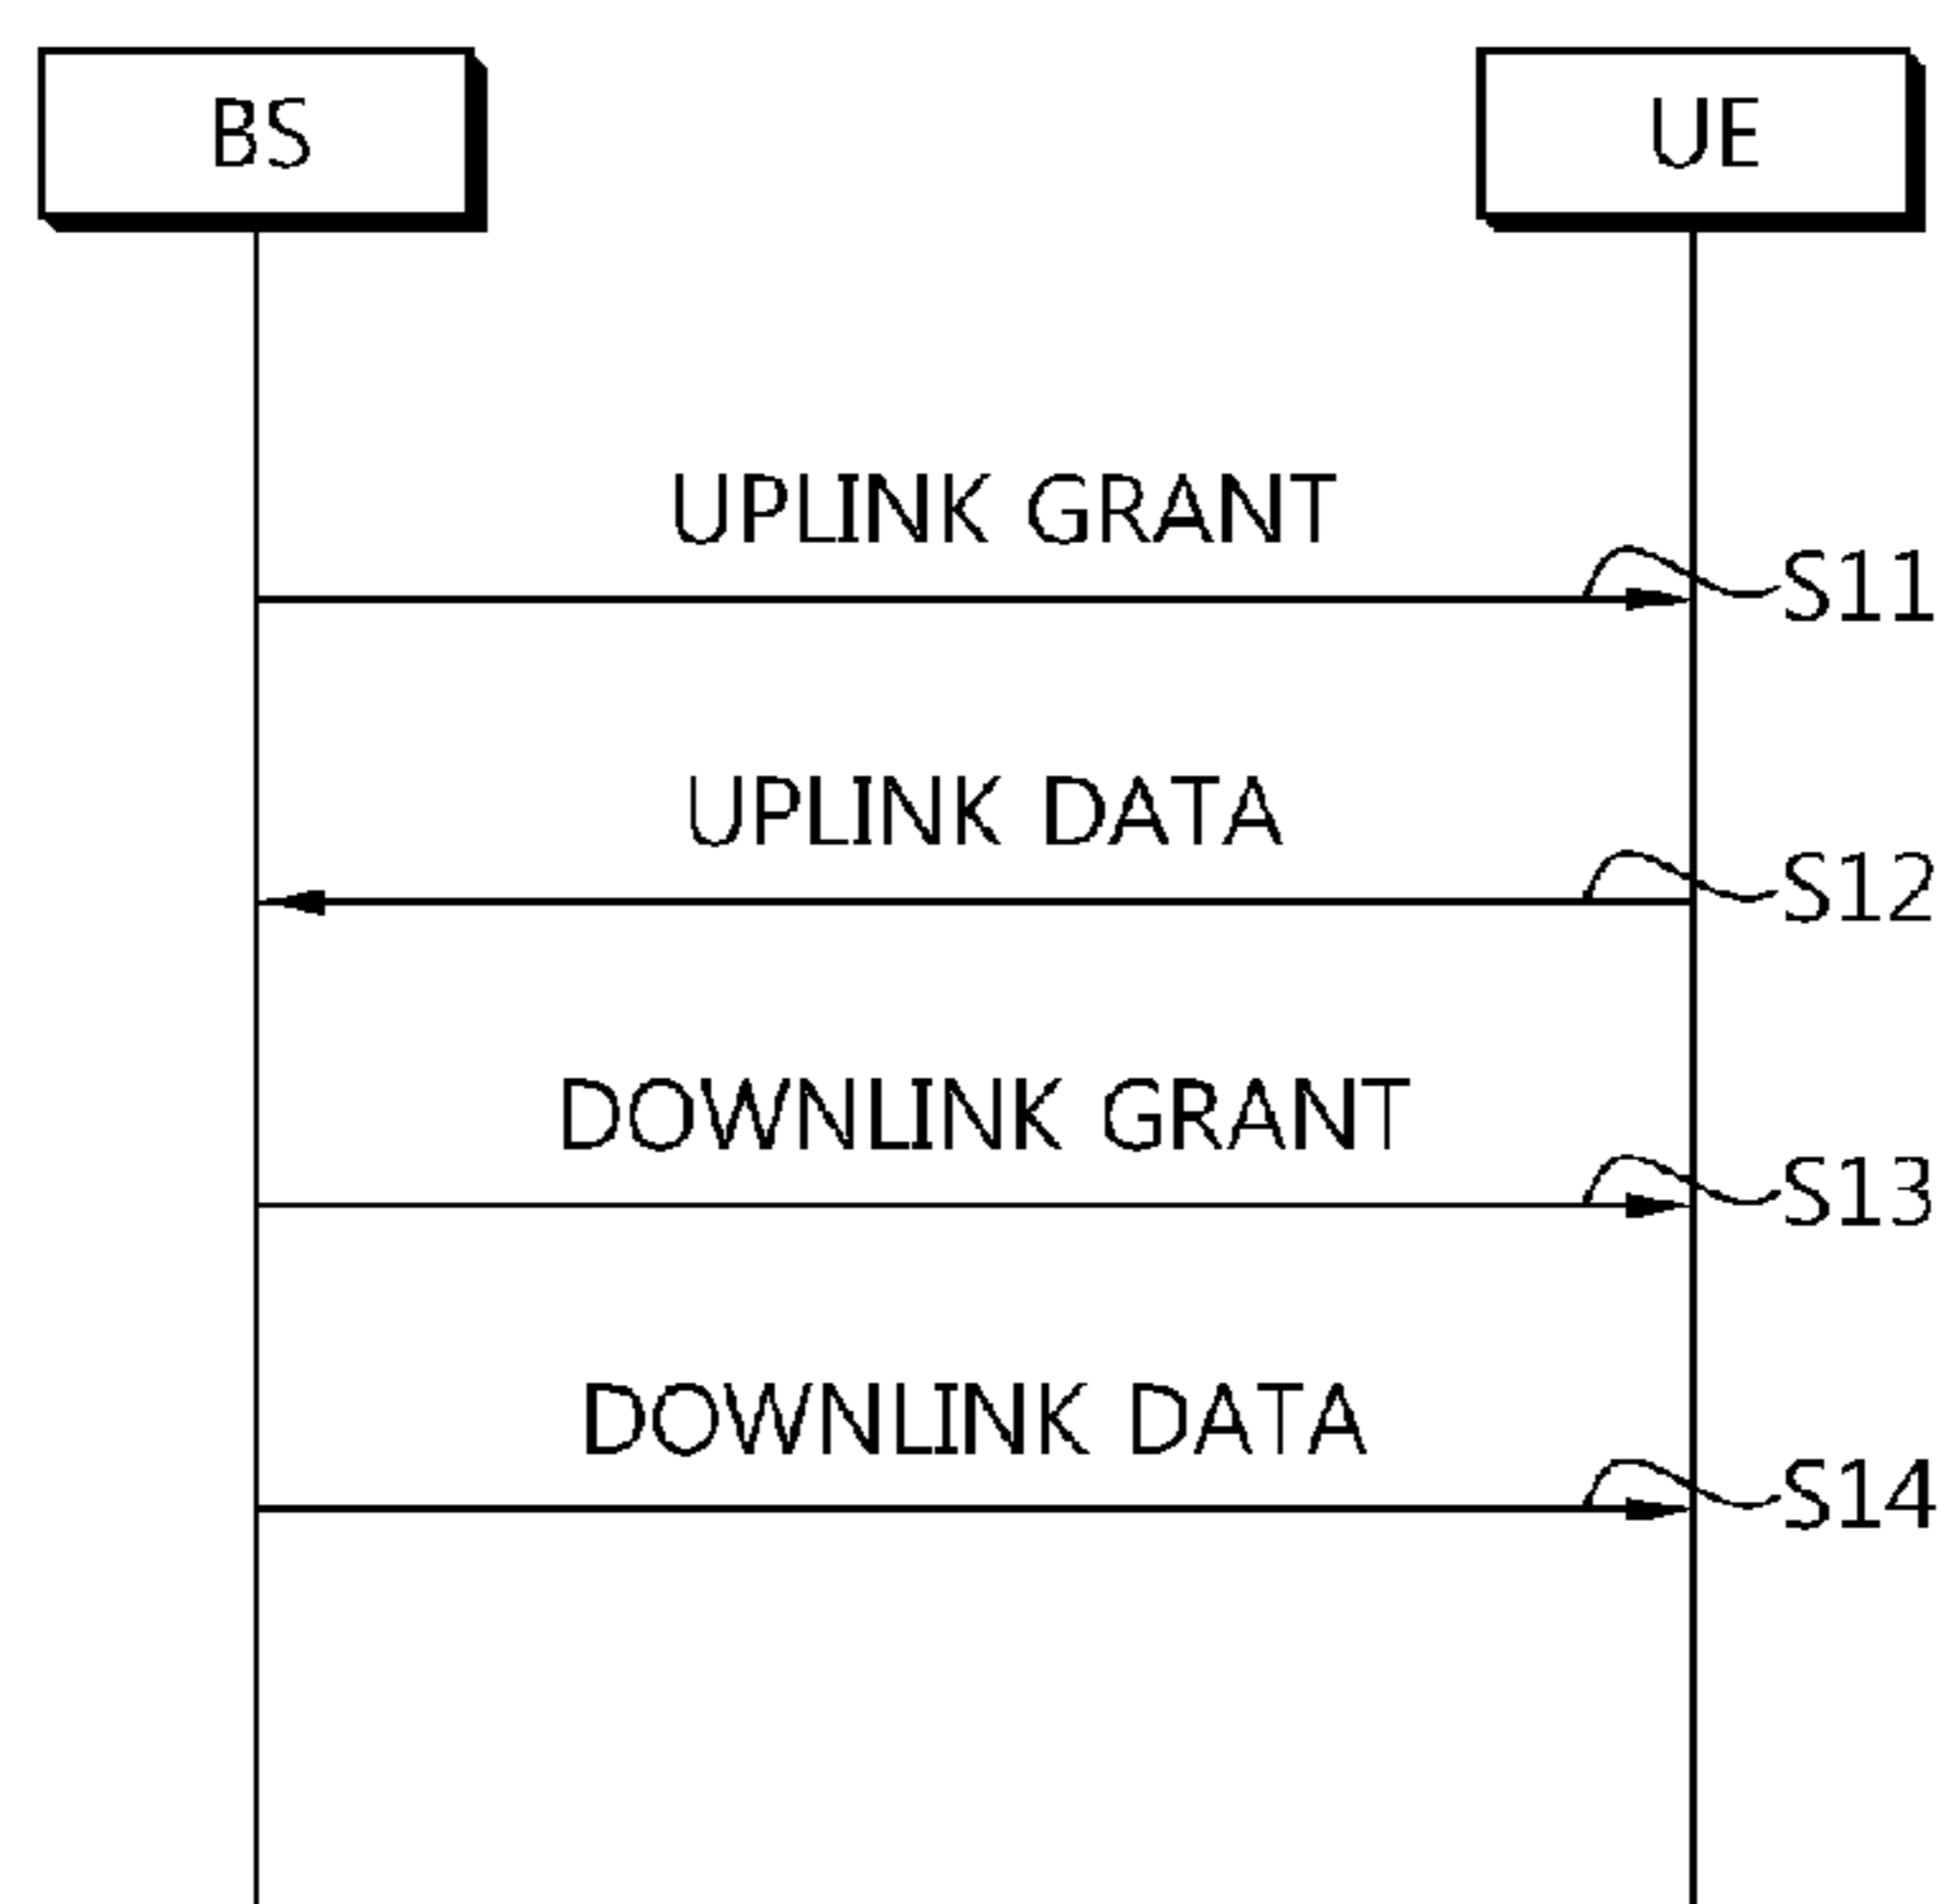 BS
UE
UPLINK GRANT
S11
UPLINK DATA
S12
DOWNLINK GRANT
S13
DOWNLINK DATA
S14